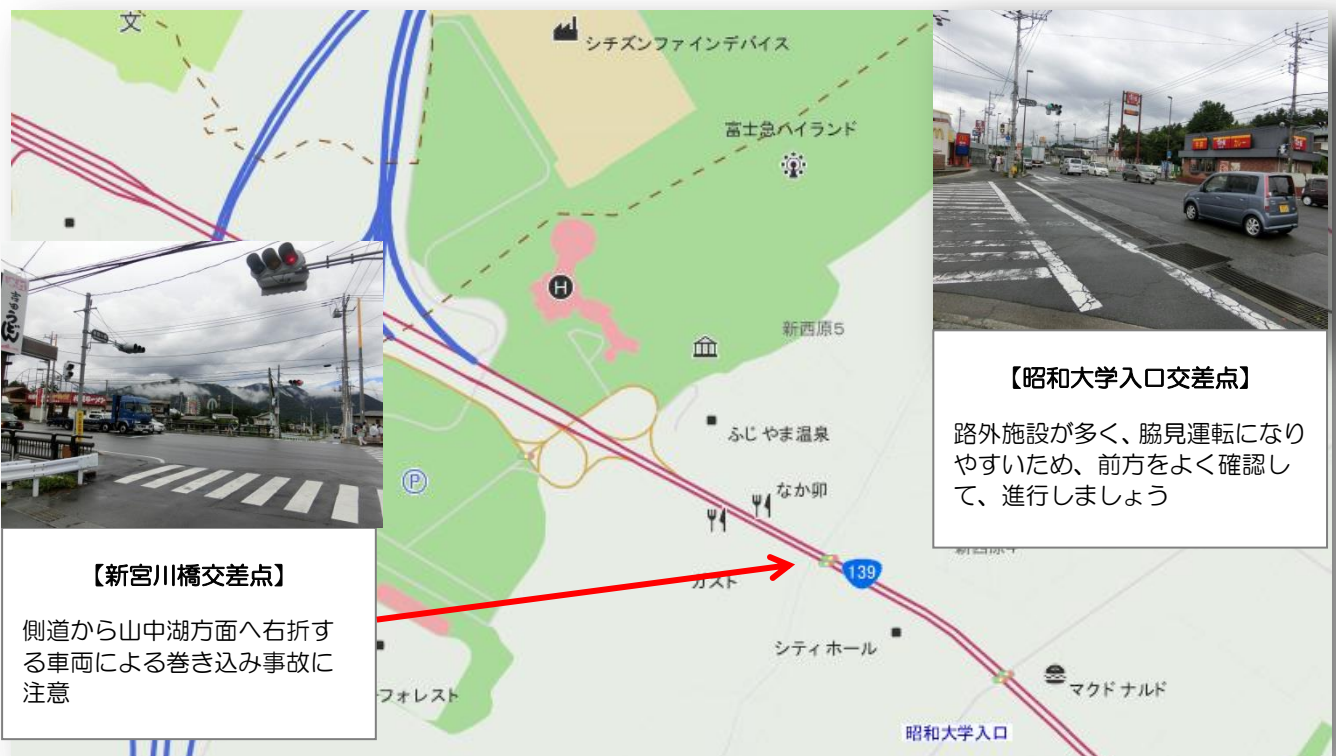 文
シチズンファインデバイス
富士急ハイランド
H
新西原5
ふじやま温泉
P
なか卯
ガスト
139
シティホール
フォレスト
マクドナルド
昭和大学入口
吉田うどん
【新宮川橋交差点】
側道から山中湖方面へ右折す
る車両による巻き込み事故に
注意
【昭和大学入口交差点】
路外施設が多く、脇見運転になり
やすいため、前方をよく確認し
て、進行しましょう